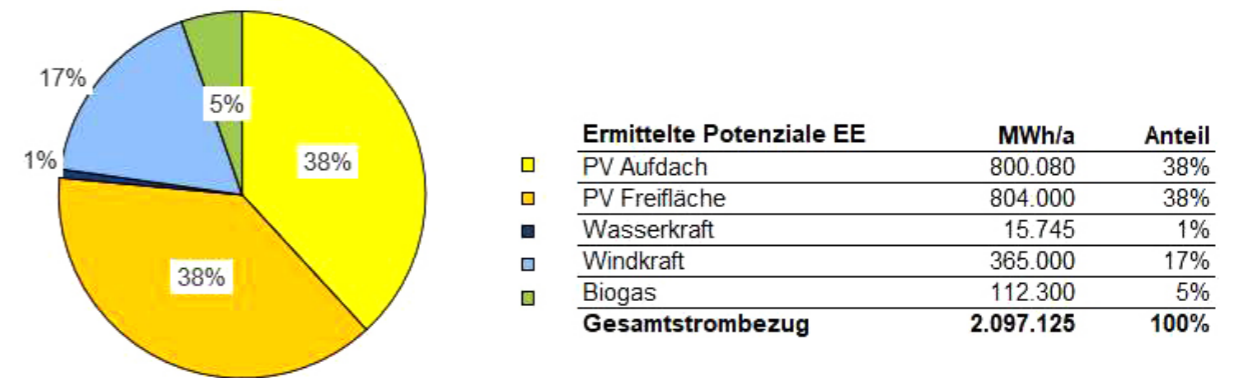 17%
5%
38%
1%
38%
Ermittelte Potenziale EE MWh/a Anteil
PV Aufdach 800.080 38%
PV Freifläche 804.000 38%
Wasserkraft 15.745 1%
Windkraft 365.000 17%
Biogas 112.300 5%
Gesamtstrombezug 2.097.125 100%